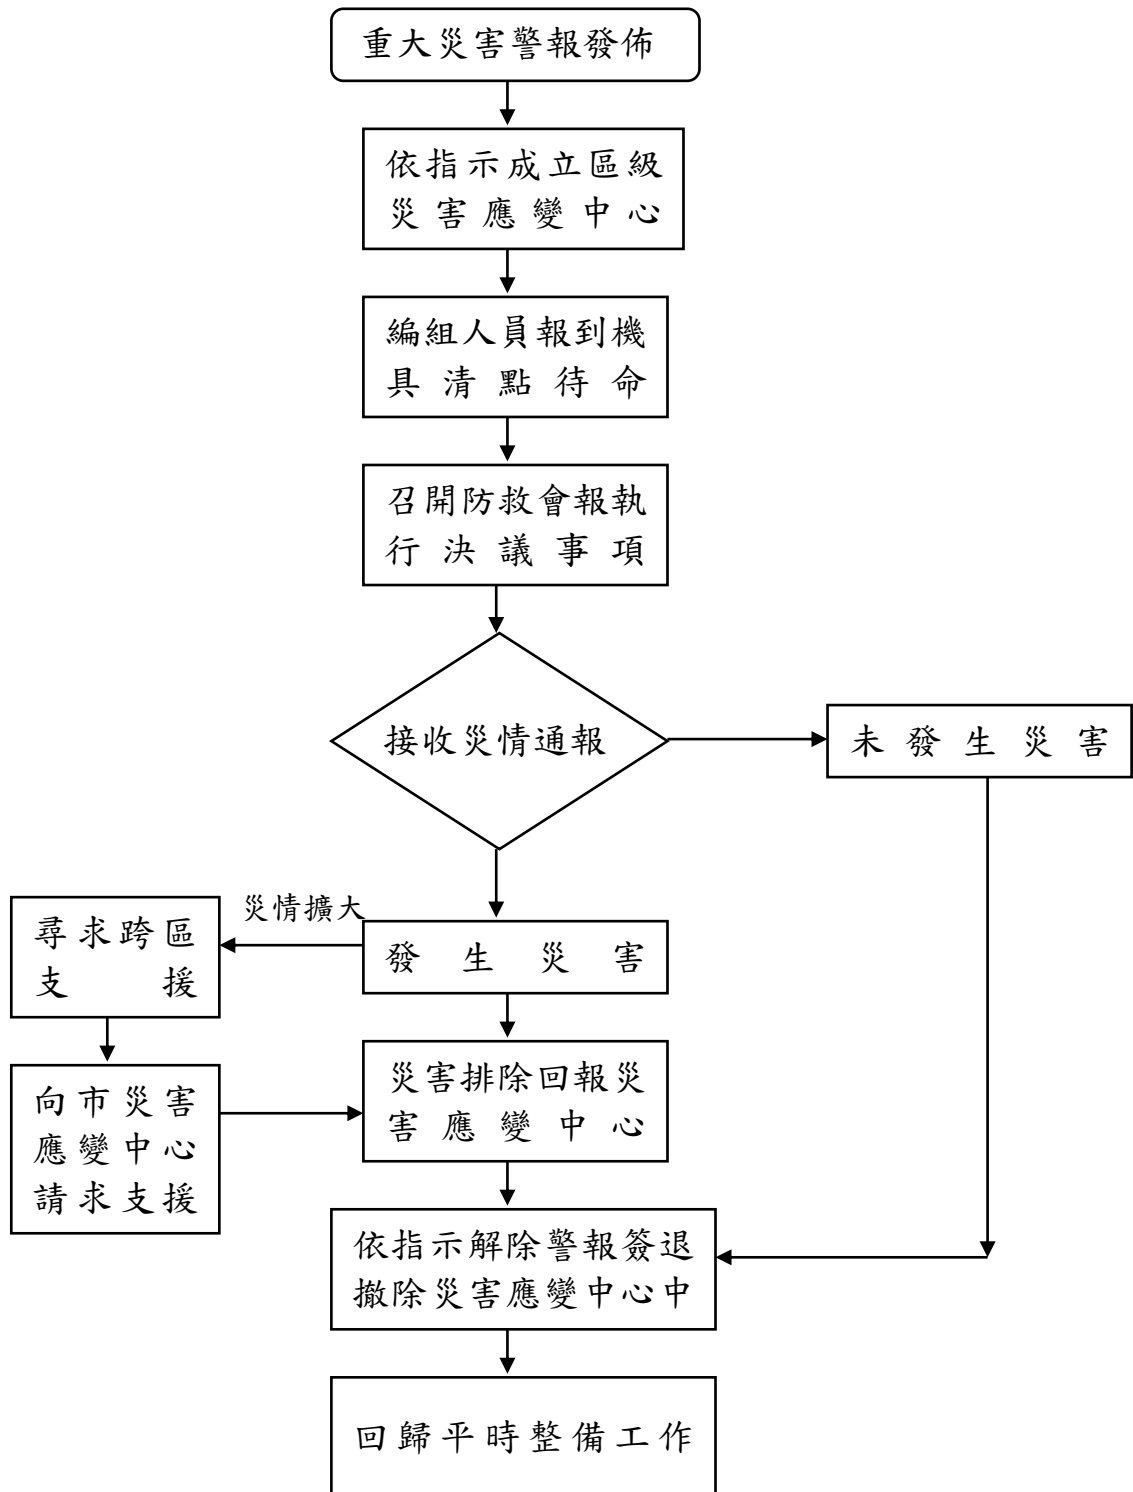 重大災害警報發佈
依指示成立區級
災害應變中心
編組人員報到機
具清點待命
召開防救會報執
行決議事項
接收災情通報
未發生災害
災情擴大
發生災害
尋求跨區
支援
向市災害
應變中心
請求支援
災害排除回報災
害應變中心
依指示解除警報簽退
撤除災害應變中心中
回歸平時整備工作